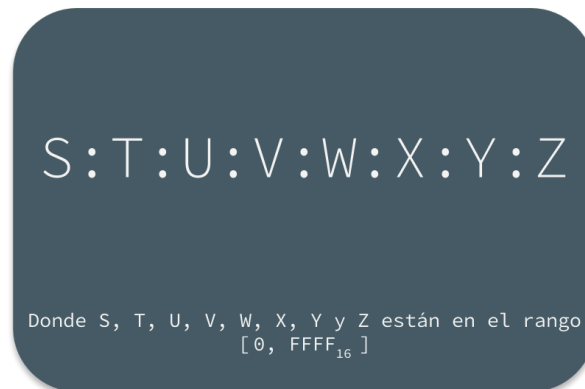 S:T:U:V:W:X:Y:Z
Donde S, T, U, V, W, X, Y y Z están en el rango
[0, FFFF₁₆]